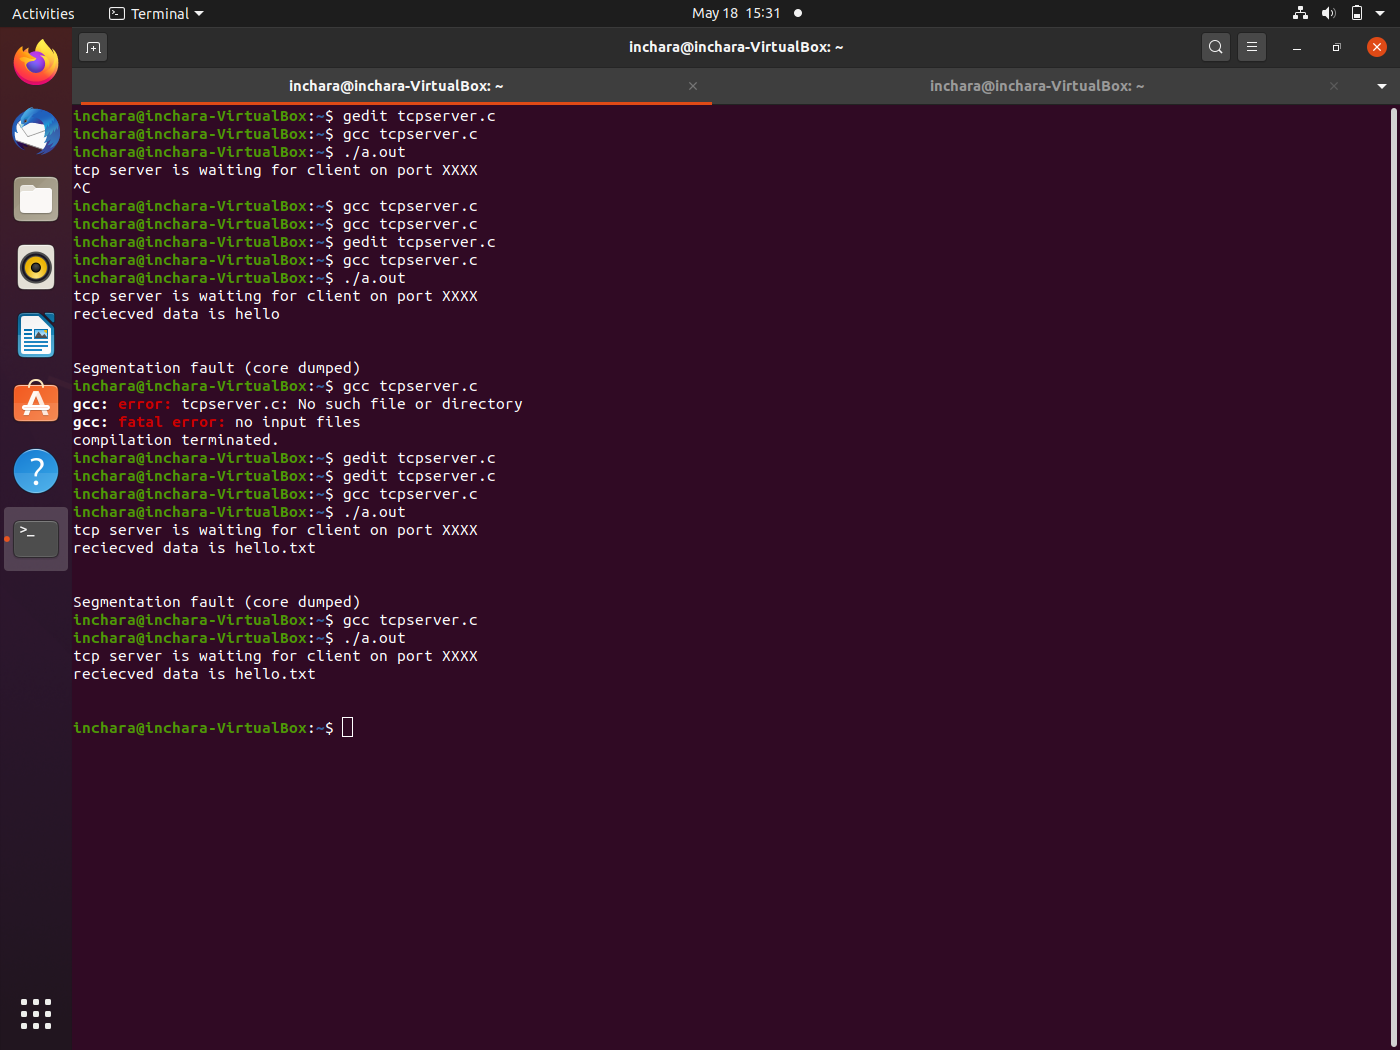 Activities Terminal May 18 15:31
inchara@inchara-VirtualBox: ~
inchara@inchara-VirtualBox: ~ inchara@inchara-VirtualBox: ~
inchara@inchara-VirtualBox:~$ gedit tcpserver.c
inchara@inchara-VirtualBox:~$ gcc tcpserver.c
inchara@inchara-VirtualBox:~$ ./a.out
tcp server is waiting for client on port XXXX
^C
inchara@inchara-VirtualBox:~$ gcc tcpserver.c
inchara@inchara-VirtualBox:~$ gcc tcpserver.c
inchara@inchara-VirtualBox:~$ gedit tcpserver.c
inchara@inchara-VirtualBox:~$ gcc tcpserver.c
inchara@inchara-VirtualBox:~$ ./a.out
tcp server is waiting for client on port XXXX
reciecved data is hello
Segmentation fault (core dumped)
inchara@inchara-VirtualBox:~$ gcc tcpserver.c
gcc: error: tcpserver.c: No such file or directory
gcc: fatal error: no input files
compilation terminated.
inchara@inchara-VirtualBox:~$ gedit tcpserver.c
inchara@inchara-VirtualBox:~$ gedit tcpserver.c
inchara@inchara-VirtualBox:~$ gcc tcpserver.c
inchara@inchara-VirtualBox:~$ ./a.out
tcp server is waiting for client on port XXXX
reciecved data is hello.txt
Segmentation fault (core dumped)
inchara@inchara-VirtualBox:~$ gcc tcpserver.c
inchara@inchara-VirtualBox:~$ ./a.out
tcp server is waiting for client on port XXXX
reciecved data is hello.txt
inchara@inchara-VirtualBox:~$